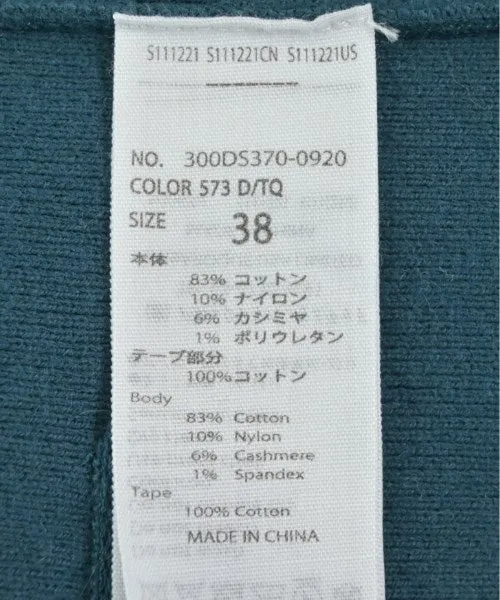 S111221 S111221CN S111221US
NO. 300DS370-0920
COLOR 573 D/TQ
SIZE 38
本体
83% コットン
10% ナイロン
6% カシミヤ
1% ポリウレタン
テープ部分
100% コットン
Body
83% Cotton
10% Nylon
6% Cashmere
1% Spandex
Tape
100% Cotton
MADE IN CHINA